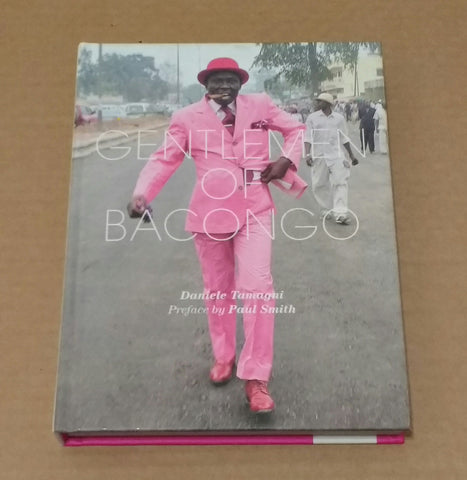 GENTLEMEN
OF
BACONGO
Daniele Tamagni
Preface by Paul Smith